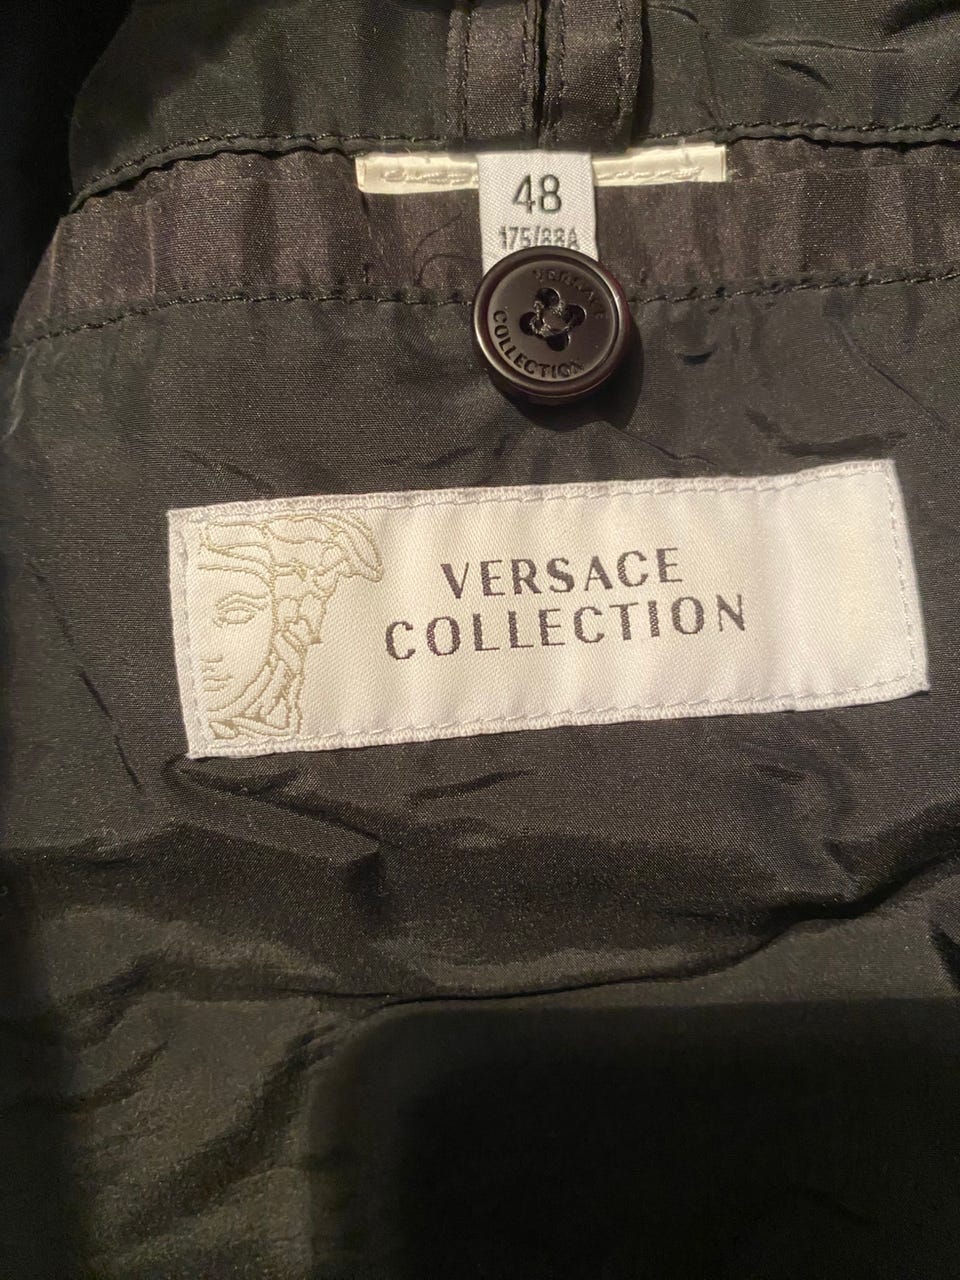 48
175/88A
VERSACE
COLLECTION
VERSACE
COLLECTION